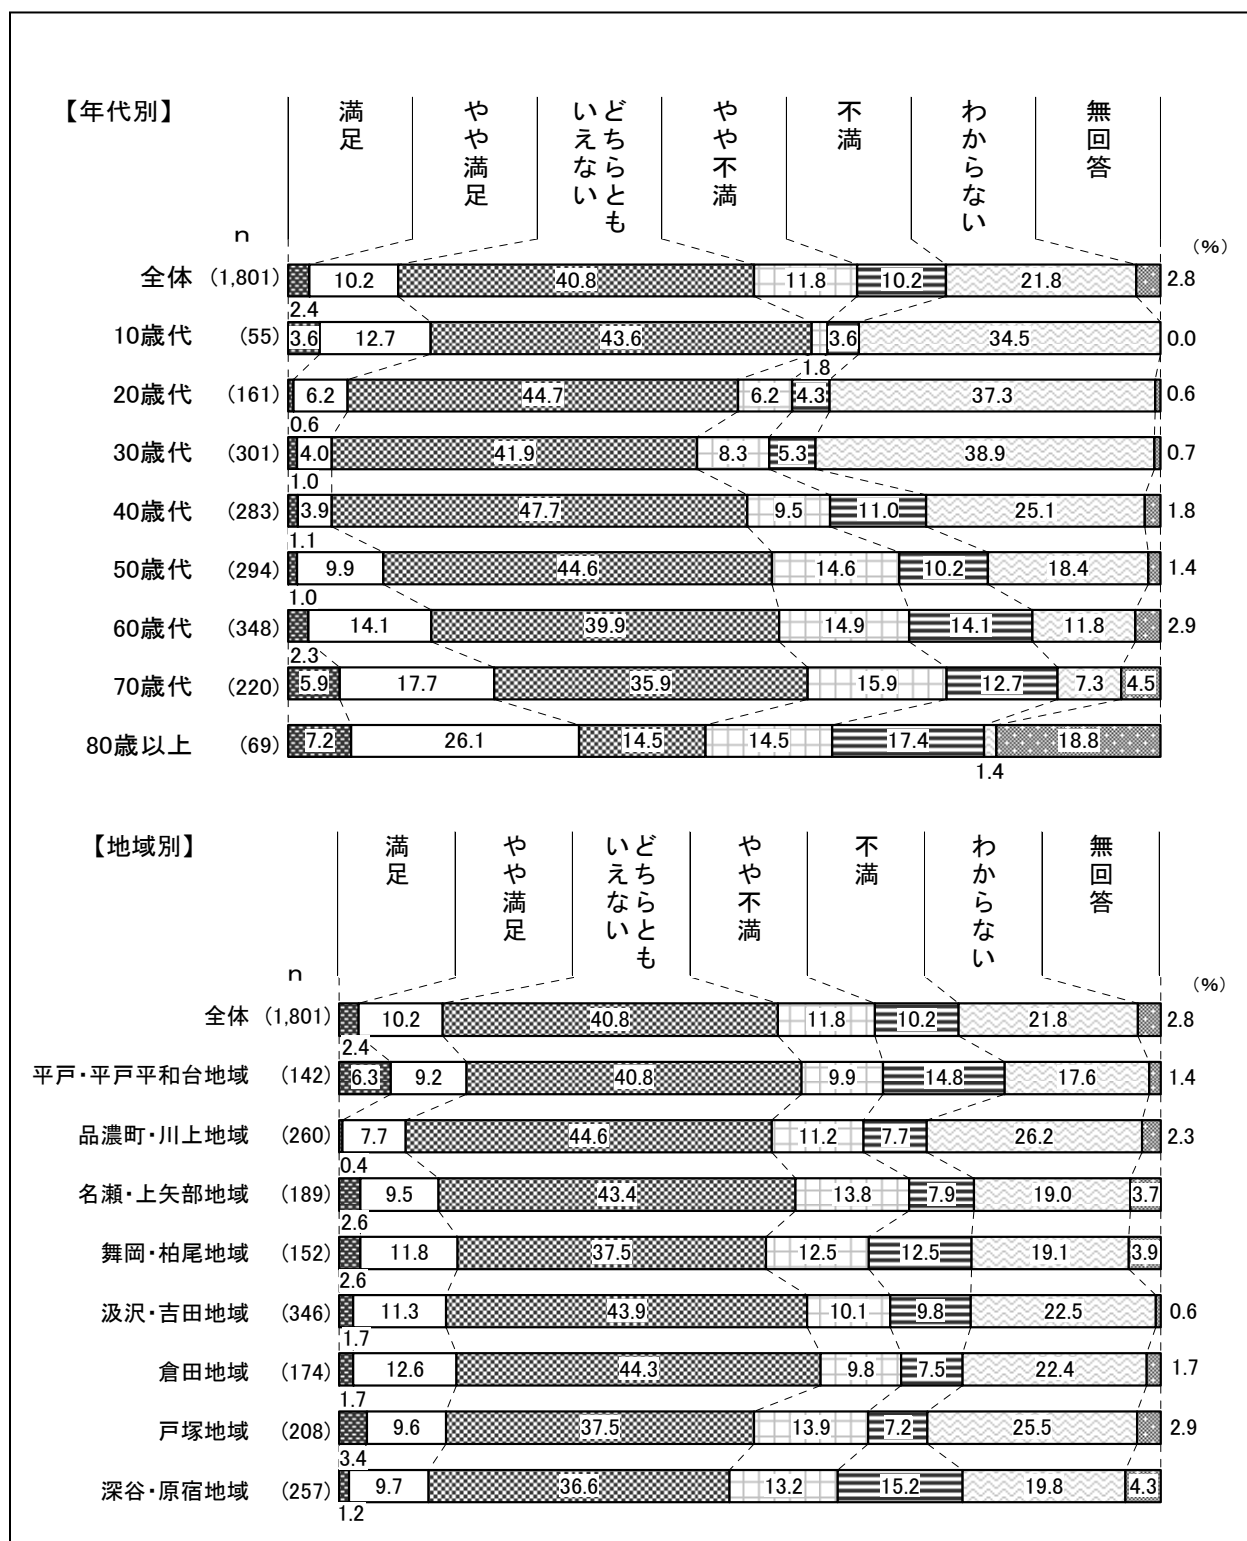 【年代別】
満足
やや満足
どちらとも
いえない
やや不満
不満
わからない
無回答
n
(%)
全体 (1,801) 10.2 40.8 11.8 10.2 21.8 2.8
2.4
10歳代 (55) 3.6 12.7 43.6 3.6 34.5 0.0
1.8
20歳代 (161) 6.2 44.7 6.2 4.3 37.3 0.6
0.6
30歳代 (301) 4.0 41.9 8.3 5.3 38.9 0.7
1.0
40歳代 (283) 3.9 47.7 9.5 11.0 25.1 1.8
1.1
50歳代 (294) 9.9 44.6 14.6 10.2 18.4 1.4
1.0
60歳代 (348) 14.1 39.9 14.9 14.1 11.8 2.9
2.3
70歳代 (220) 5.9 17.7 35.9 15.9 12.7 7.3 4.5
80歳以上 (69) 7.2 26.1 14.5 14.5 17.4 18.8
1.4
【地域別】
満足
やや満足
どちらとも
いえない
やや不満
不満
わからない
無回答
n
(%)
全体 (1,801) 10.2 40.8 11.8 10.2 21.8 2.8
2.4
平戸・平戸平和台地域 (142) 6.3 9.2 40.8 9.9 14.8 17.6 1.4
品濃町・川上地域 (260) 7.7 44.6 11.2 7.7 26.2 2.3
0.4
名瀬・上矢部地域 (189) 9.5 43.4 13.8 7.9 19.0 3.7
2.6
舞岡・柏尾地域 (152) 11.8 37.5 12.5 12.5 19.1 3.9
2.6
汲沢・吉田地域 (346) 11.3 43.9 10.1 9.8 22.5 0.6
1.7
倉田地域 (174) 12.6 44.3 9.8 7.5 22.4 1.7
1.7
戸塚地域 (208) 9.6 37.5 13.9 7.2 25.5 2.9
3.4
深谷・原宿地域 (257) 9.7 36.6 13.2 15.2 19.8 4.3
1.2